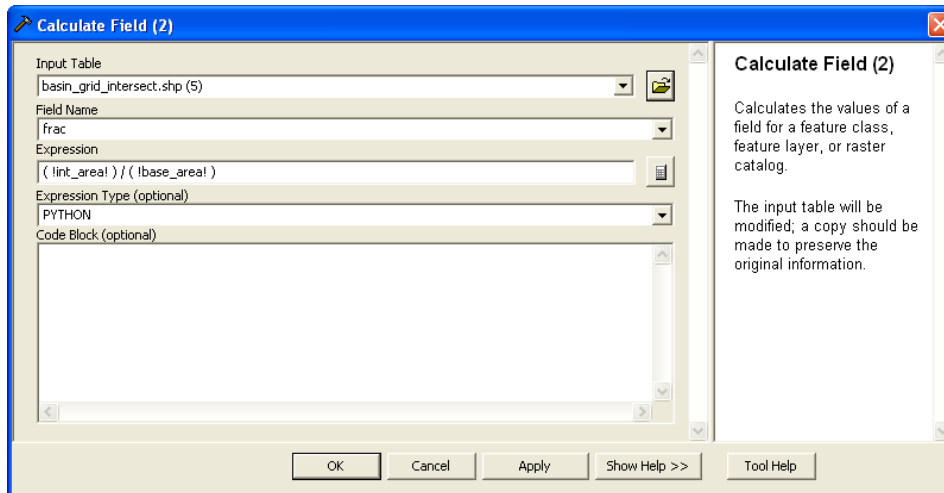 Calculate Field (2)
Input Table
basin_grid_intersect.shp (5)
Field Name
frac
Expression
( !int_area! ) / ( !base_area! )
Expression Type (optional)
PYTHON
Code Block (optional)
OK
Cancel
Apply
Show Help >>
Calculate Field (2)
Calculates the values of a
field for a feature class,
feature layer, or raster
catalog.
The input table will be
modified; a copy should be
made to preserve the
original information.
Tool Help